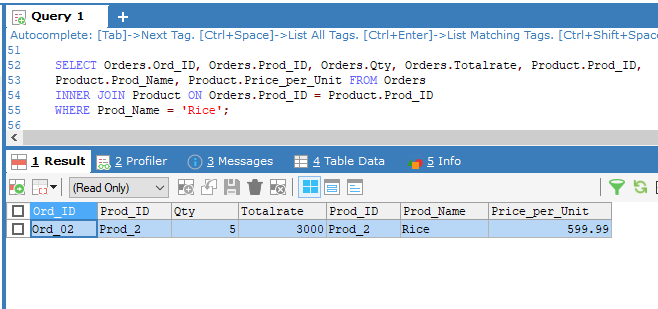 Query 1
Autocomplete: [Tab]->Next Tag. [Ctrl+Space]->List All Tags. [Ctrl+Enter]->List Matching Tags. [Ctrl+Shift+Space
51
52 SELECT Orders.Ord_ID, Orders.Prod_ID, Orders.Qty, Orders.Totalrate, Product.Prod_ID,
53 Product.Prod_Name, Product.Price_per_Unit FROM Orders
54 INNER JOIN Product ON Orders.Prod_ID = Product.Prod_ID
55 WHERE Prod_Name = 'Rice';
56
1 Result 2 Profiler 3 Messages 4 Table Data 5 Info
(Read Only)
Ord_ID Prod_ID Qty Totalrate Prod_ID Prod_Name Price_per_Unit
Ord_02 Prod_2 5 3000 Prod_2 Rice 599.99